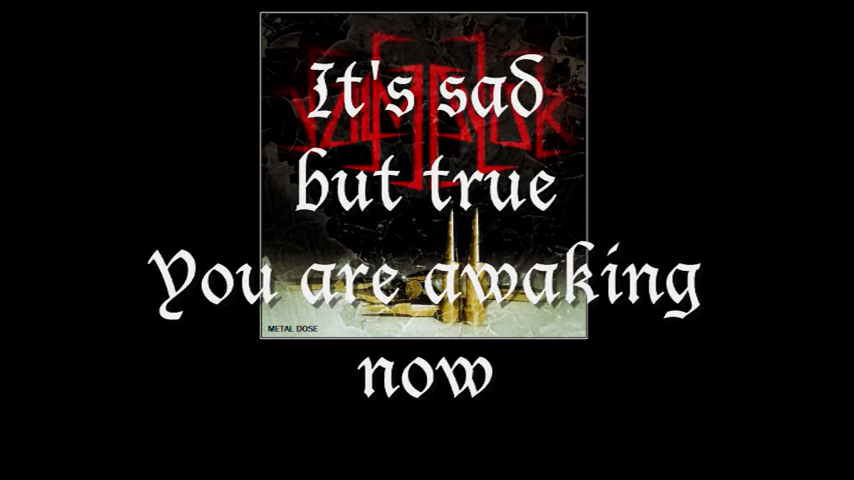 It's sad
but true
You are awaking
METAL DOSE
now